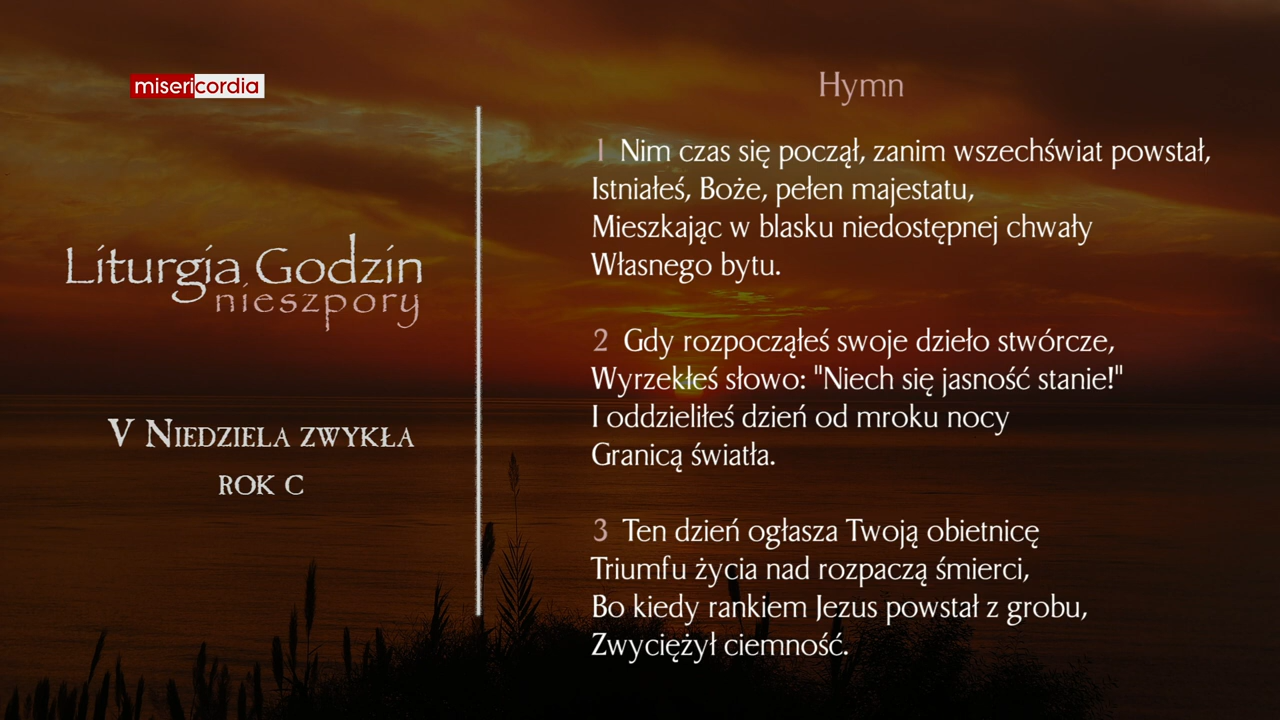 misericordia
Liturgia Godzin
nieszpory
V Niedziela zwykła
rok C
Hymn
1 Nim czas się począł, zanim wszechświat powstał,
Istniałeś, Boże, pełen majestatu,
Mieszkając w blasku niedostępnej chwały
Własnego bytu.
2 Gdy rozpocząłeś swoje dzieło stwórcze,
Wyrzekłeś słowo: "Niech się jasność stanie!"
I oddzieliłeś dzień od mroku nocy
Granicą światła.
3 Ten dzień ogłasza Twoją obietnicę
Triumfu życia nad rozpaczą śmierci,
Bo kiedy rankiem Jezus powstał z grobu,
Zwyciężył ciemność.